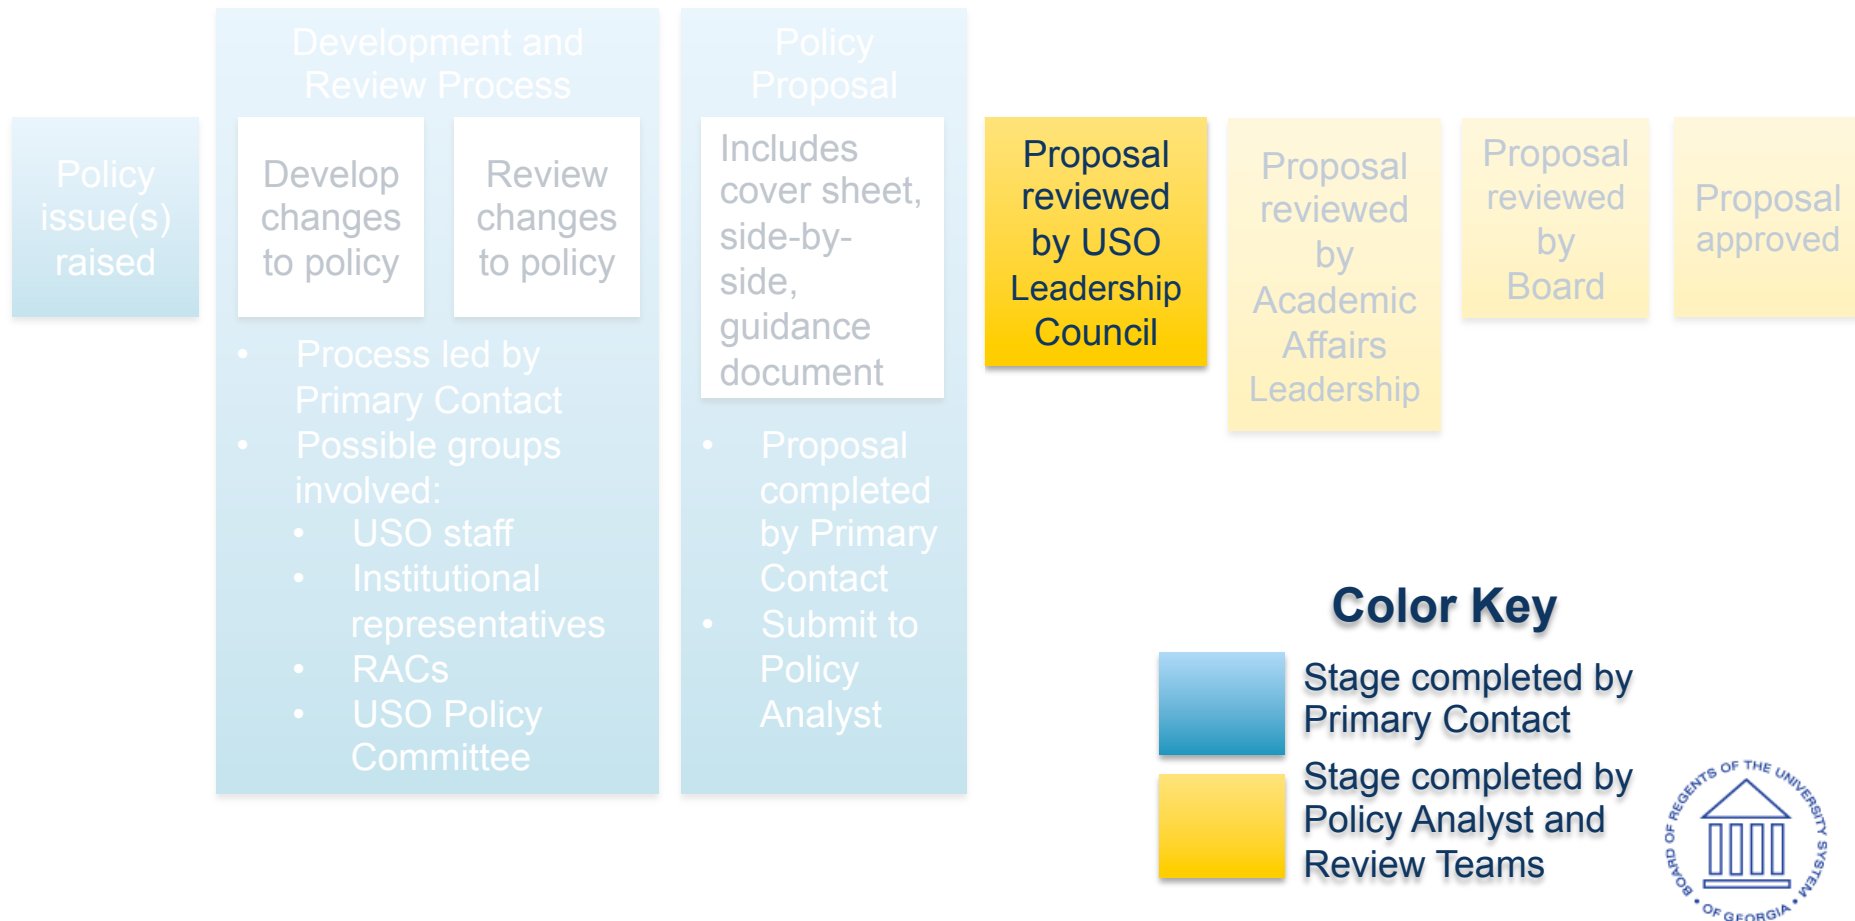 Policy
issue(s)
raised
Development and
Review Process
Develop
changes
to policy
Review
changes
to policy
• Process led by
Primary Contact
• Possible groups
involved:
• USO staff
• Institutional
representatives
• RACs
• USO Policy
Committee
Policy
Proposal
Includes
cover sheet,
side-by-
side,
guidance
document
• Proposal
completed
by Primary
Contact
• Submit to
Policy
Analyst
Proposal
reviewed
by USO
Leadership
Council
Proposal
reviewed
by
Academic
Affairs
Leadership
Proposal
reviewed
by
Board
Proposal
approved
Color Key
Stage completed by
Primary Contact
Stage completed by
Policy Analyst and
Review Teams
BOARD OF REGENTS OF THE UNIVERSITY SYSTEM • OF GEORGIA •